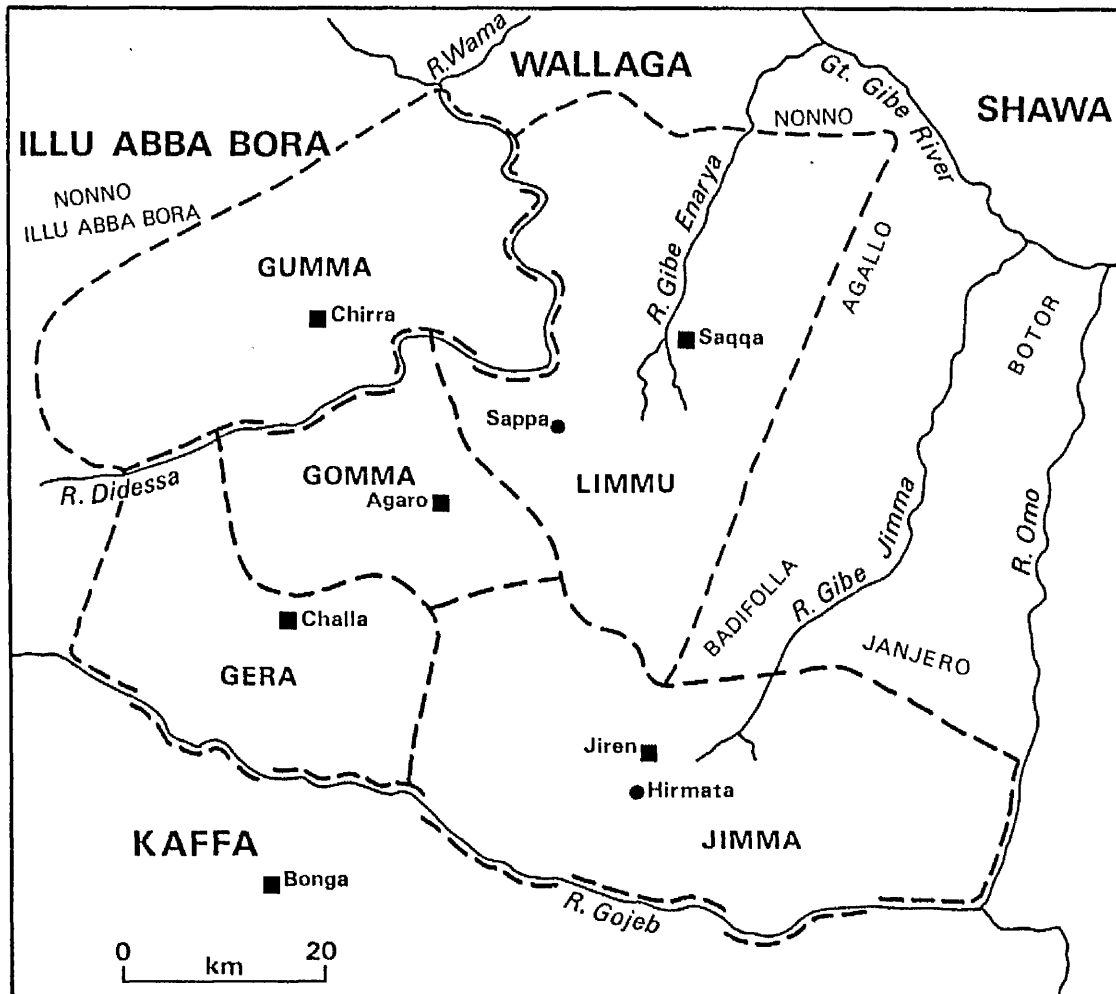 R. Wama
WALLAGA
Gt. Gibe River
SHAWA
ILLU ABBA BORA
NONNO
NONNO
ILLU ABBA BORA
R. Gibe Enarya
AGALLO
GUMMA
Chirra
Saqqa
BOTOR
Sappa
R. Didessa
GOMMA
Agaro
LIMMU
R. Gibe Jimma
R. Omo
BADIFOLLA
Challa
JANJERO
GERA
Jiren
Hirmata
KAFFA
JIMMA
Bonga
R. Gojeb
0 20
km